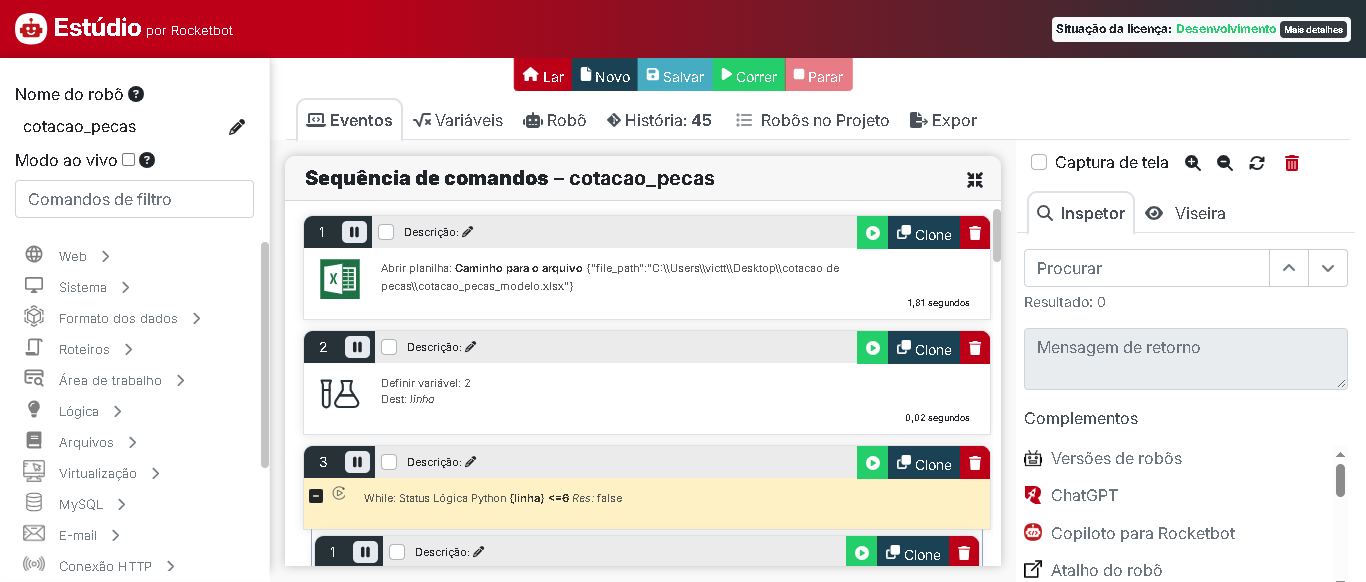 Estúdio por Rocketbot
Situação da licença: Desenvolvimento Mais detalhes
Lar Novo Salvar Correr Parar
Nome do robô
cotacao_pecas
Modo ao vivo
Comandos de filtro
Web
Sistema
Formato dos dados
Roteiros
Área de trabalho
Lógica
Arquivos
Virtualização
MySQL
E-mail
Conexão HTTP
Eventos Variáveis Robô História: 45 Robôs no Projeto Expor
Sequência de comandos – cotacao_pecas
1 Descrição: Clone
Abrir planilha: Caminho para o arquivo {"file_path":"C:\\Users\\victt\\Desktop\\cotacao de
pecas\\cotacao_pecas_modelo.xlsx"}
1,81 segundos
2 Descrição: Clone
Definir variável: 2
Dest: linha
0,02 segundos
3 Descrição: Clone
While: Status Lógica Python {linha} <=6 Res: false
1 Descrição: Clone
Captura de tela
Inspetor Viseira
Procurar
Resultado: 0
Mensagem de retorno
Complementos
Versões de robôs
ChatGPT
Copiloto para Rocketbot
Atalho do robô